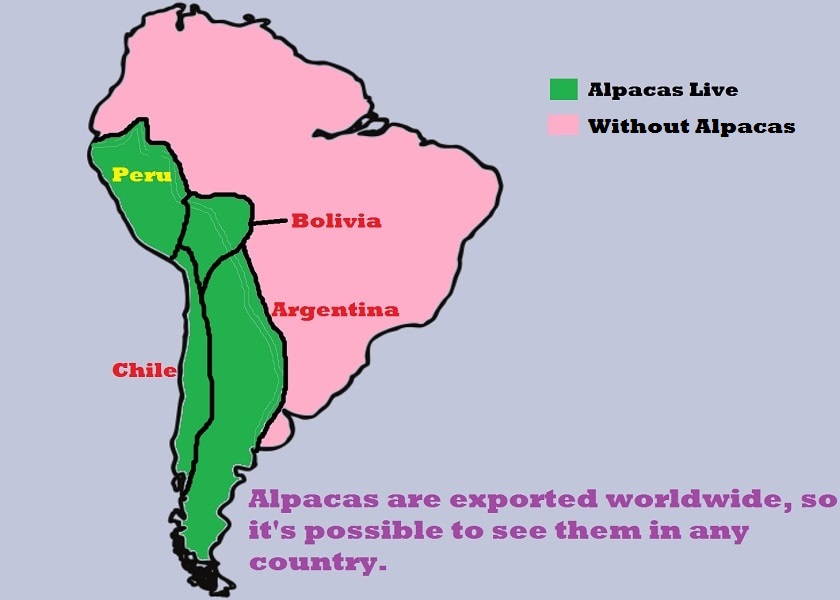 Alpacas Live
Without Alpacas
Peru
Bolivia
Argentina
Chile
Alpacas are exported worldwide, so
it's possible to see them in any
country.